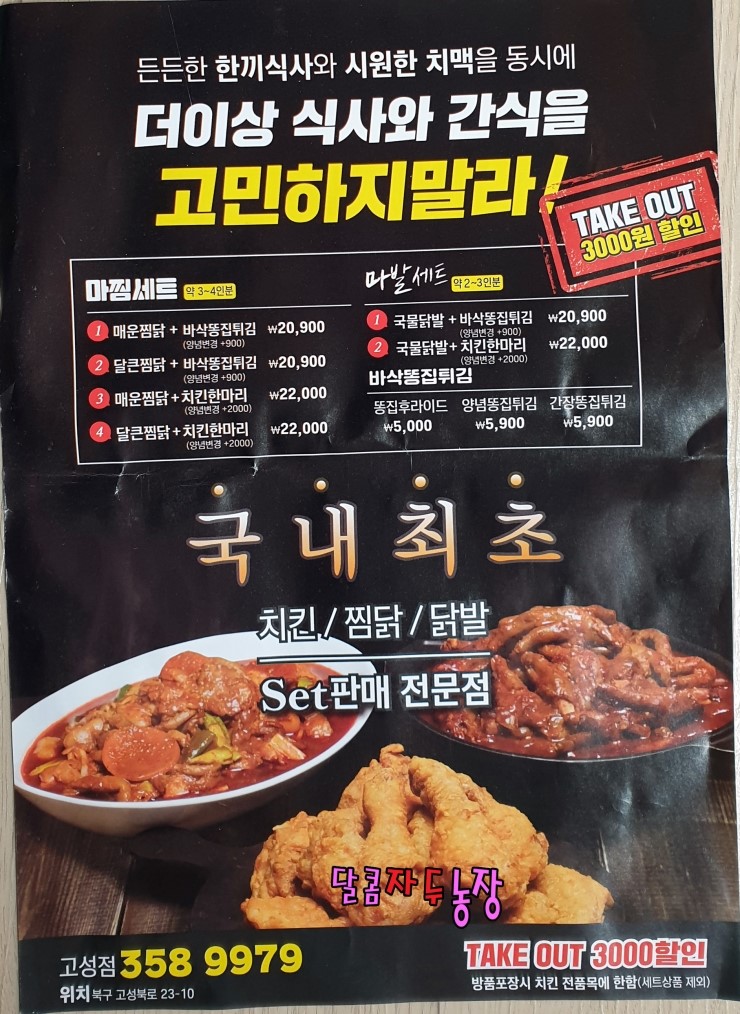 든든한 한끼식사와 시원한 치맥을 동시에
더이상 식사와 간식을
고민하지말라!
TAKE OUT
3000원 할인
마찜세트 약 3~4인분
1 매운찜닭 + 바삭똥집튀김 ₩20,900
(양념변경 +900)
2 달큰찜닭 + 바삭똥집튀김 ₩20,900
(양념변경 +900)
3 매운찜닭 + 치킨한마리 ₩22,000
(양념변경 +2000)
4 달큰찜닭 + 치킨한마리 ₩22,000
(양념변경 +2000)
마발세트 약 2~3인분
1 국물닭발 + 바삭똥집튀김 ₩20,900
(양념변경 +900)
2 국물닭발 + 치킨한마리 ₩22,000
(양념변경 +2000)
바삭똥집튀김
똥집후라이드 양념똥집튀김 간장똥집튀김
₩5,000 ₩5,900 ₩5,900
국내최초
치킨 / 찜닭 / 닭발
Set판매 전문점
달콤자두농장
고성점 358 9979
위치 북구 고성북로 23-10
TAKE OUT 3000할인
방품포장시 치킨 전품목에 한함(세트상품 제외)